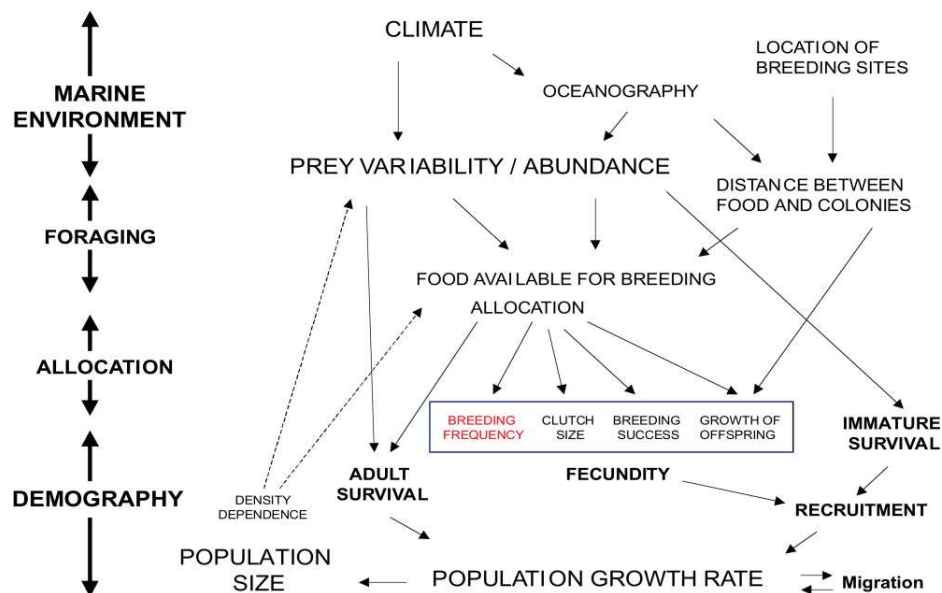 CLIMATE
LOCATION OF
BREEDING SITES
MARINE
ENVIRONMENT
OCEANOGRAPHY
PREY VARIABILITY / ABUNDANCE
DISTANCE BETWEEN
FOOD AND COLONIES
FORAGING
FOOD AVAILABLE FOR BREEDING
ALLOCATION
ALLOCATION
BREEDING
FREQUENCY
CLUTCH
SIZE
BREEDING
SUCCESS
GROWTH OF
OFFSPRING
IMMATURE
SURVIVAL
ADULT
SURVIVAL
FECUNDITY
DEMOGRAPHY
DENSITY
DEPENDENCE
RECRUITMENT
POPULATION
SIZE
POPULATION GROWTH RATE
Migration